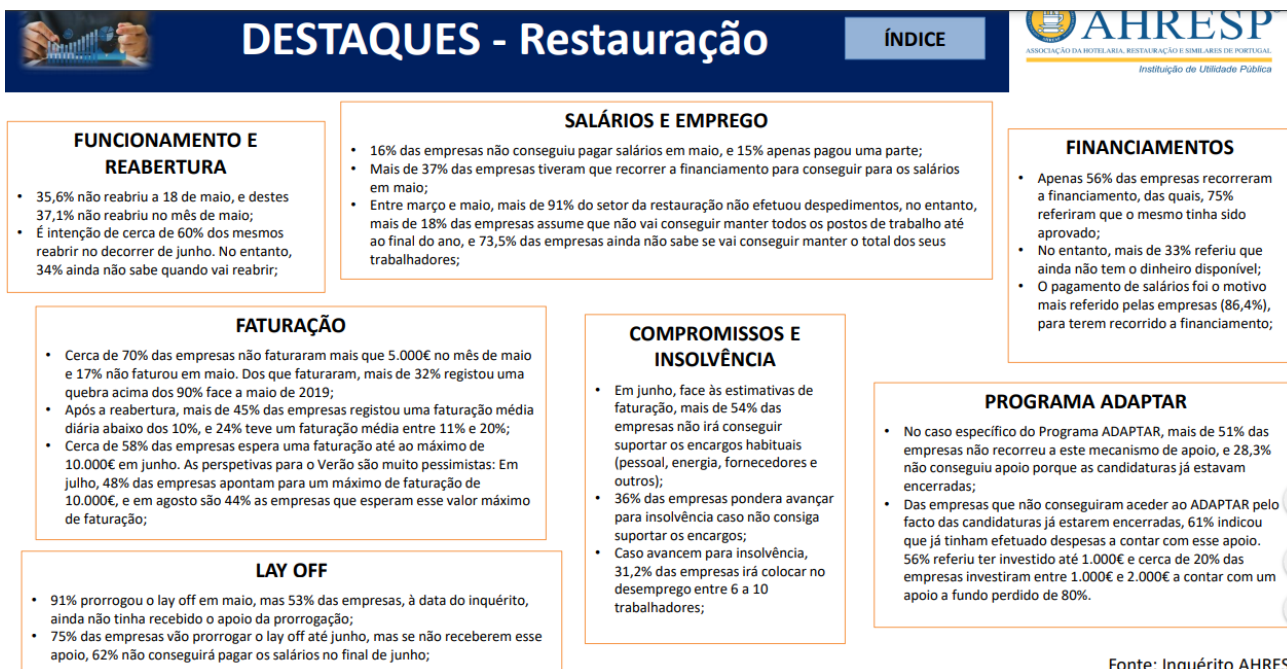 DESTAQUES - Restauração
ÍNDICE
AHRESP
ASSOCIAÇÃO DA HOTELARIA, RESTAURAÇÃO E SIMILARES DE PORTUGAL
Instituição de Utilidade Pública
FUNCIONAMENTO E
REABERTURA
• 35,6% não reabriu a 18 de maio, e destes
37,1% não reabriu no mês de maio;
• É intenção de cerca de 60% dos mesmos
reabrir no decorrer de junho. No entanto,
34% ainda não sabe quando vai reabrir;
SALÁRIOS E EMPREGO
• 16% das empresas não conseguiu pagar salários em maio, e 15% apenas pagou uma parte;
• Mais de 37% das empresas tiveram que recorrer a financiamento para conseguir para os salários
em maio;
• Entre março e maio, mais de 91% do setor da restauração não efetuou despedimentos, no entanto,
mais de 18% das empresas assume que não vai conseguir manter todos os postos de trabalho até
ao final do ano, e 73,5% das empresas ainda não sabe se vai conseguir manter o total dos seus
trabalhadores;
FINANCIAMENTOS
• Apenas 56% das empresas recorreram
a financiamento, das quais, 75%
referiram que o mesmo tinha sido
aprovado;
• No entanto, mais de 33% referiu que
ainda não tem o dinheiro disponível;
• O pagamento de salários foi o motivo
mais referido pelas empresas (86,4%),
para terem recorrido a financiamento;
FATURAÇÃO
• Cerca de 70% das empresas não faturaram mais que 5.000€ no mês de maio
e 17% não faturou em maio. Dos que faturaram, mais de 32% registou uma
quebra acima dos 90% face a maio de 2019;
• Após a reabertura, mais de 45% das empresas registou uma faturação média
diária abaixo dos 10%, e 24% teve um faturação média entre 11% e 20%;
• Cerca de 58% das empresas espera uma faturação até ao máximo de
10.000€ em junho. As perspetivas para o Verão são muito pessimistas: Em
julho, 48% das empresas apontam para um máximo de faturação de
10.000€, e em agosto são 44% as empresas que esperam esse valor máximo
de faturação;
COMPROMISSOS E
INSOLVÊNCIA
• Em junho, face às estimativas de
faturação, mais de 54% das
empresas não irá conseguir
suportar os encargos habituais
(pessoal, energia, fornecedores e
outros);
• 36% das empresas pondera avançar
para insolvência caso não consiga
suportar os encargos;
• Caso avancem para insolvência,
31,2% das empresas irá colocar no
desemprego entre 6 a 10
trabalhadores;
PROGRAMA ADAPTAR
• No caso específico do Programa ADAPTAR, mais de 51% das
empresas não recorreu a este mecanismo de apoio, e 28,3%
não conseguiu apoio porque as candidaturas já estavam
encerradas;
• Das empresas que não conseguiram aceder ao ADAPTAR pelo
facto das candidaturas já estarem encerradas, 61% indicou
que já tinham efetuado despesas a contar com esse apoio.
56% referiu ter investido até 1.000€ e cerca de 20% das
empresas investiram entre 1.000€ e 2.000€ a contar com um
apoio a fundo perdido de 80%.
LAY OFF
• 91% prorrogou o lay off em maio, mas 53% das empresas, à data do inquérito,
ainda não tinha recebido o apoio da prorrogação;
• 75% das empresas vão prorrogar o lay off até junho, mas se não receberem esse
apoio, 62% não conseguirá pagar os salários no final de junho;
Fonte: Inquérito AHRES